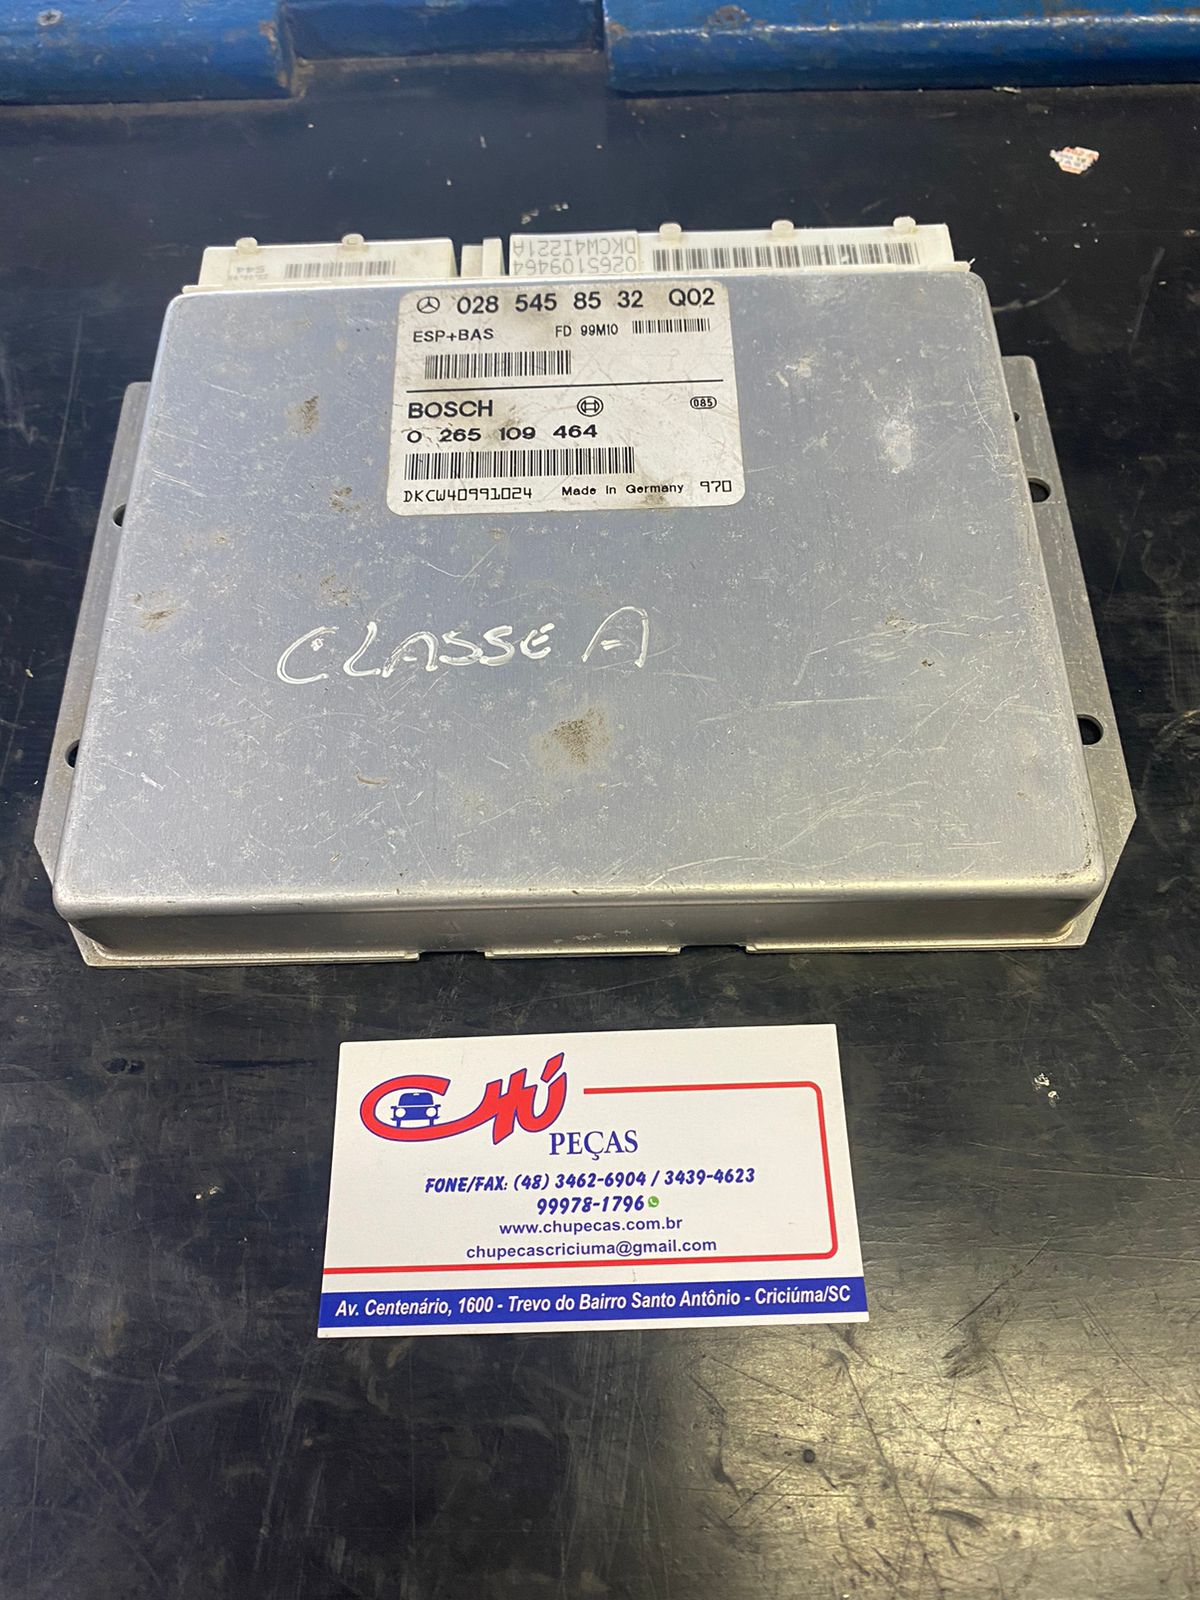 0265109464
DKCW4I221A
028 545 85 32 Q02
ESP+BAS FD 99M10
BOSCH 085
0 265 109 464
DKCW40991024 Made in Germany 970
CLASSE A
CHÚ
PEÇAS
FONE/FAX: (48) 3462-6904 / 3439-4623
99978-1796
www.chupecas.com.br
chupecascriciuma@gmail.com
Av. Centenário, 1600 - Trevo do Bairro Santo Antônio - Criciúma/SC